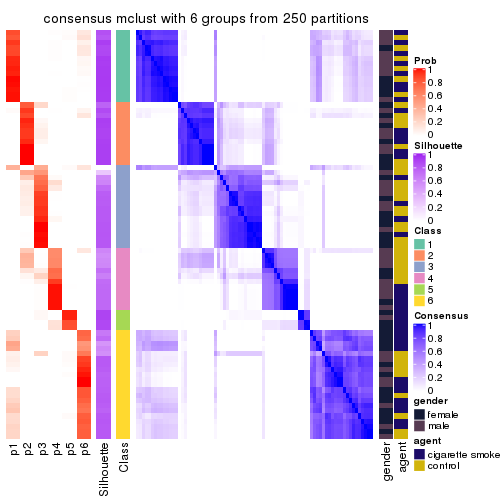 consensus mclust with 6 groups from 250 partitions
Prob
1
0.8
0.6
0.4
0.2
0
Silhouette
1
0.8
0.6
0.4
0.2
0
Class
1
2
3
4
5
6
Consensus
1
0.8
0.6
0.4
0.2
0
gender
female
male
agent
cigarette smoke
control
p1
p2
p3
p4
p5
p6
Silhouette
Class
gender
agent